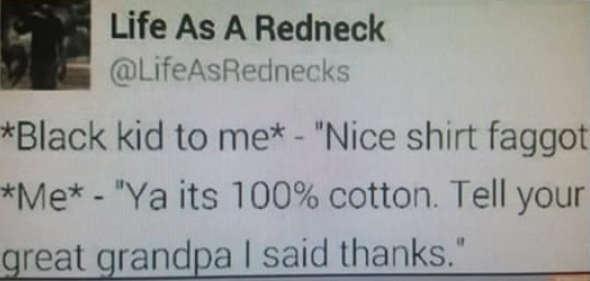 Life As A Redneck
@LifeAsRednecks
*Black kid to me* - "Nice shirt faggot
*Me* - "Ya its 100% cotton. Tell your
great grandpa I said thanks."